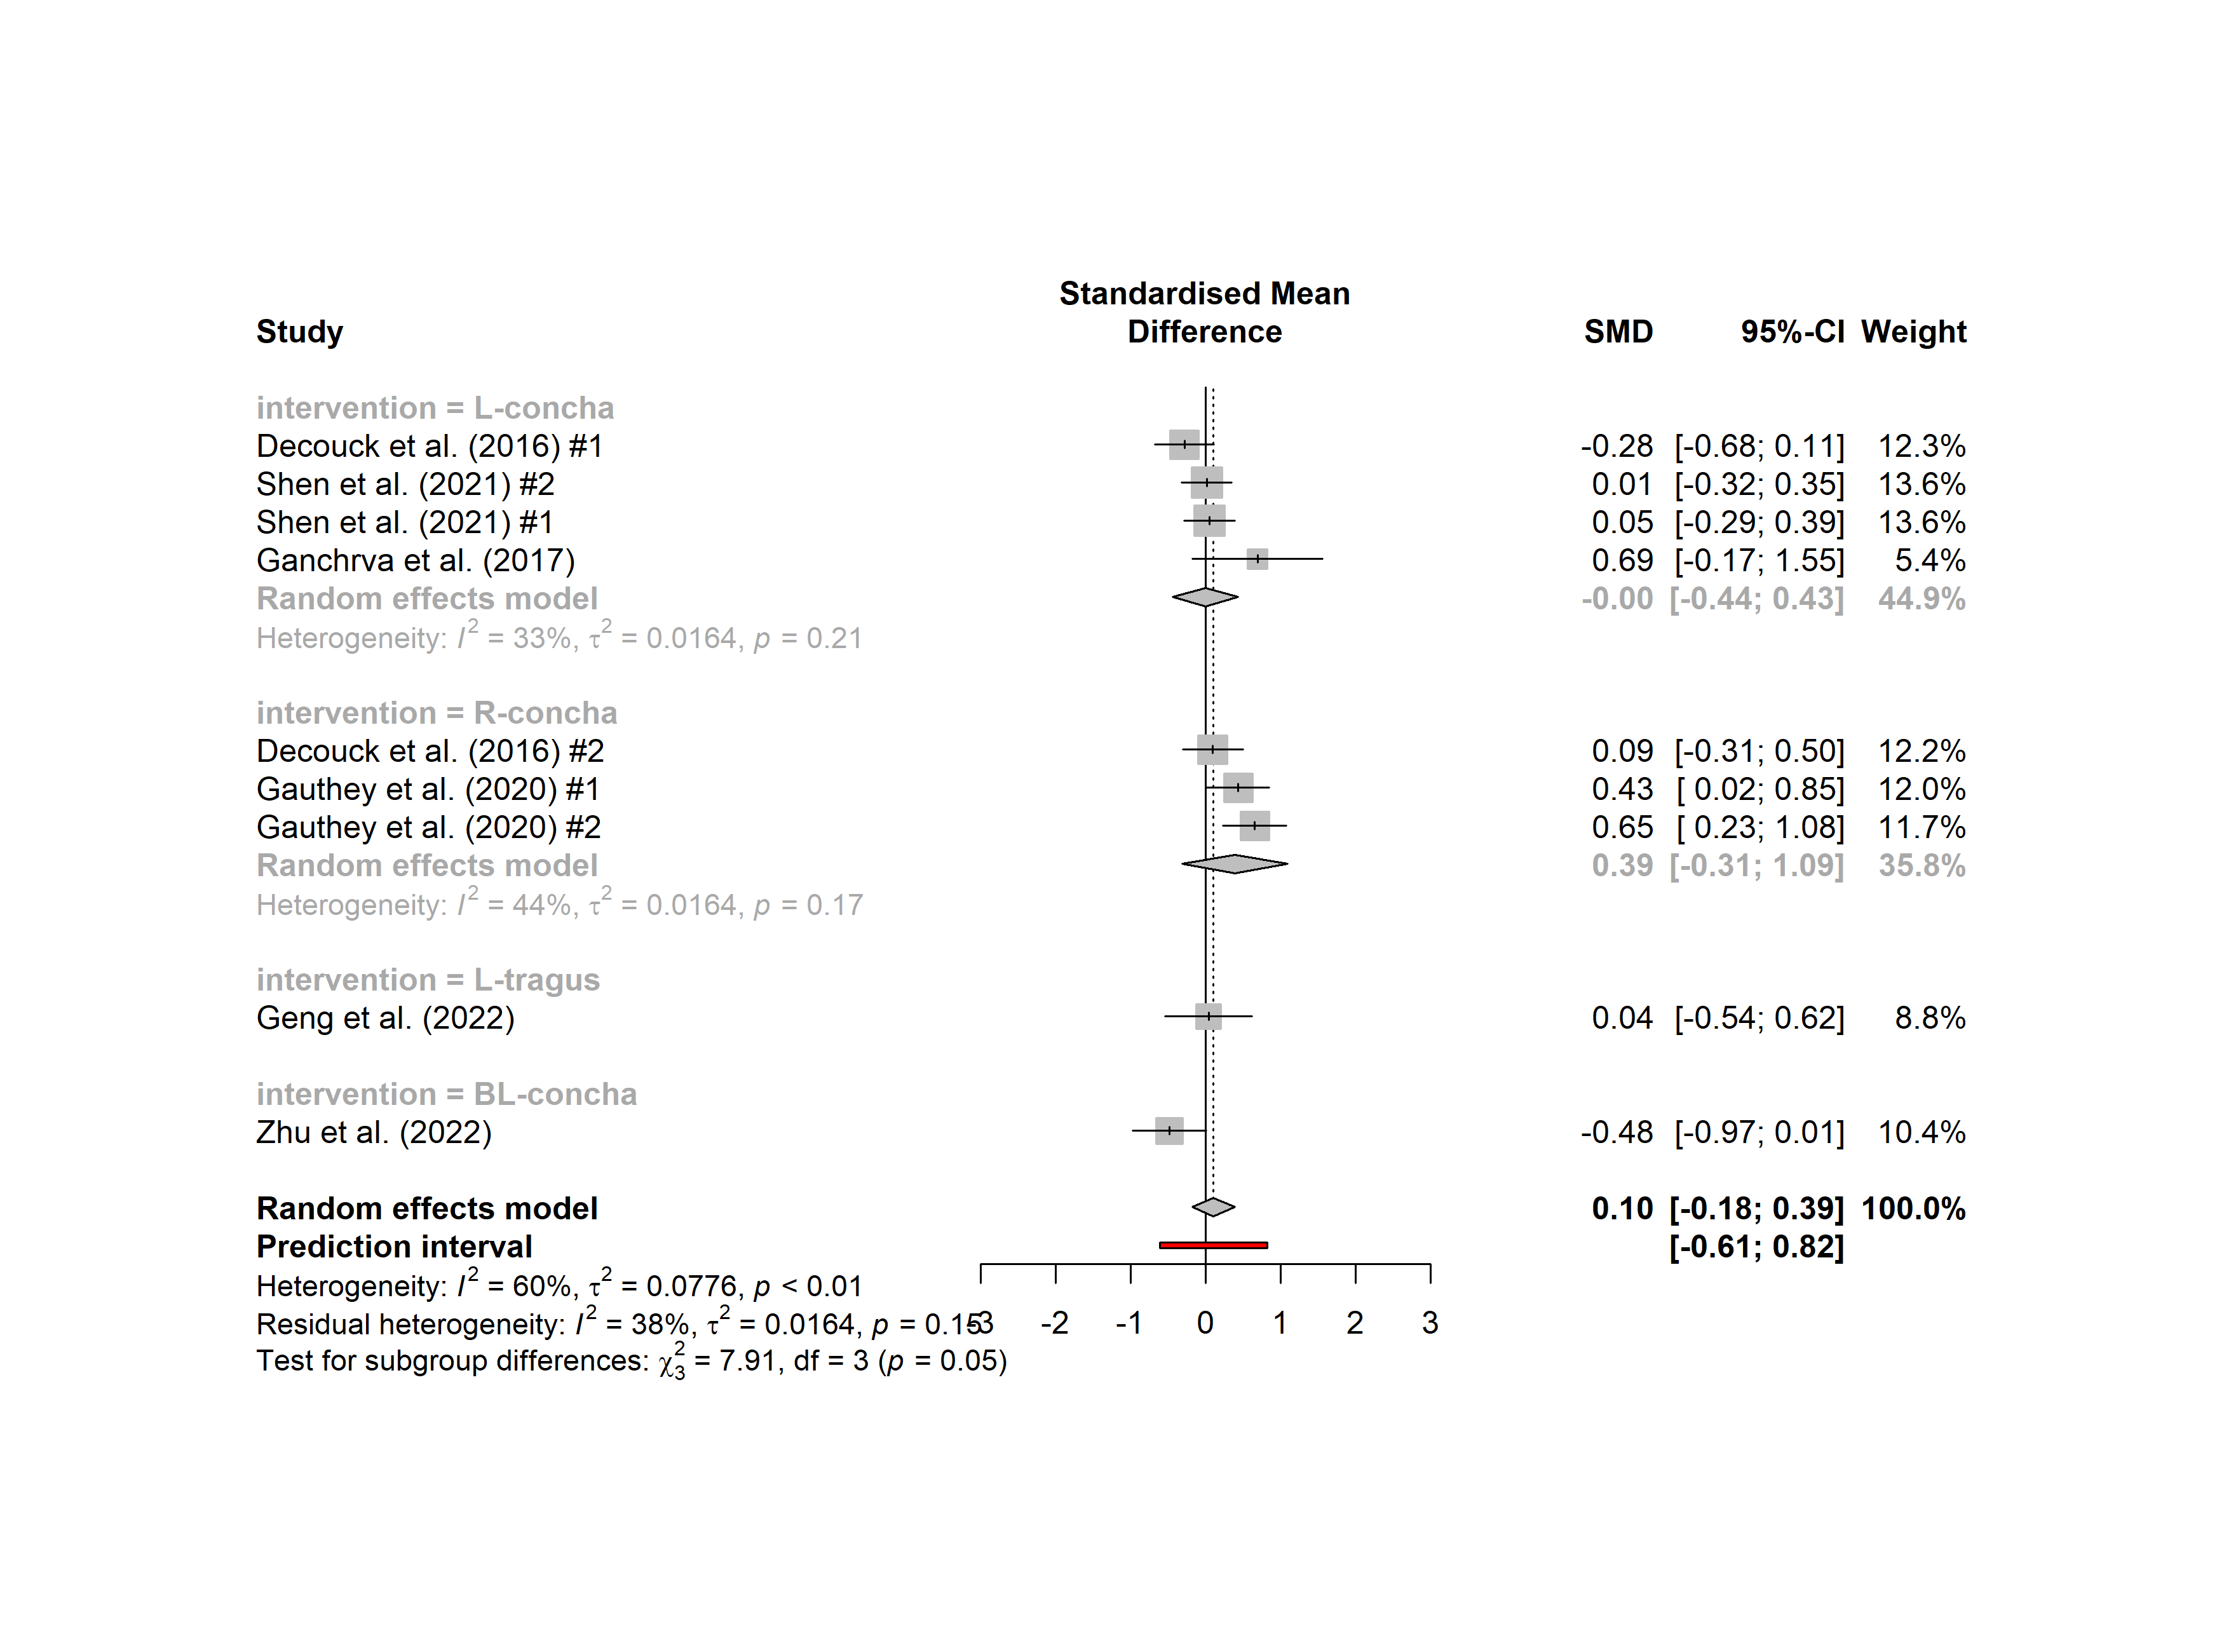 Standardised Mean
Study Difference SMD 95%-CI Weight
intervention = L-concha
Decouck et al. (2016) #1 -0.28 [-0.68; 0.11] 12.3%
Shen et al. (2021) #2 0.01 [-0.32; 0.35] 13.6%
Shen et al. (2021) #1 0.05 [-0.29; 0.39] 13.6%
Ganchrva et al. (2017) 0.69 [-0.17; 1.55] 5.4%
Random effects model -0.00 [-0.44; 0.43] 44.9%
Heterogeneity: I² = 33%, τ² = 0.0164, p = 0.21
intervention = R-concha
Decouck et al. (2016) #2 0.09 [-0.31; 0.50] 12.2%
Gauthey et al. (2020) #1 0.43 [ 0.02; 0.85] 12.0%
Gauthey et al. (2020) #2 0.65 [ 0.23; 1.08] 11.7%
Random effects model 0.39 [-0.31; 1.09] 35.8%
Heterogeneity: I² = 44%, τ² = 0.0164, p = 0.17
intervention = L-tragus
Geng et al. (2022) 0.04 [-0.54; 0.62] 8.8%
intervention = BL-concha
Zhu et al. (2022) -0.48 [-0.97; 0.01] 10.4%
Random effects model 0.10 [-0.18; 0.39] 100.0%
Prediction interval [-0.61; 0.82]
Heterogeneity: I² = 60%, τ² = 0.0776, p < 0.01
Residual heterogeneity: I² = 38%, τ² = 0.0164, p = 0.15 -3 -2 -1 0 1 2 3
Test for subgroup differences: χ²₃ = 7.91, df = 3 (p = 0.05)